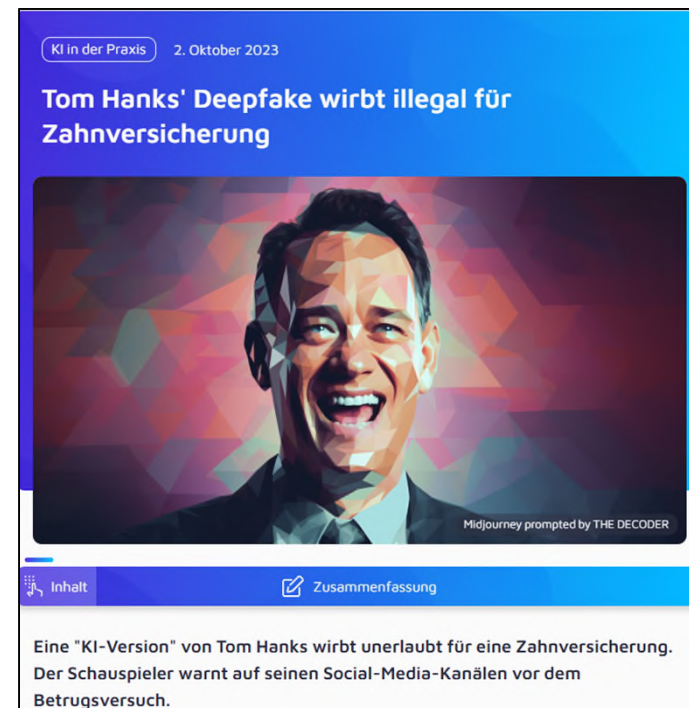 KI in der Praxis 2. Oktober 2023
Tom Hanks' Deepfake wirbt illegal für
Zahnversicherung
Midjourney prompted by THE DECODER
Inhalt Zusammenfassung
Eine "KI-Version" von Tom Hanks wirbt unerlaubt für eine Zahnversicherung.
Der Schauspieler warnt auf seinen Social-Media-Kanälen vor dem
Betrugsversuch.